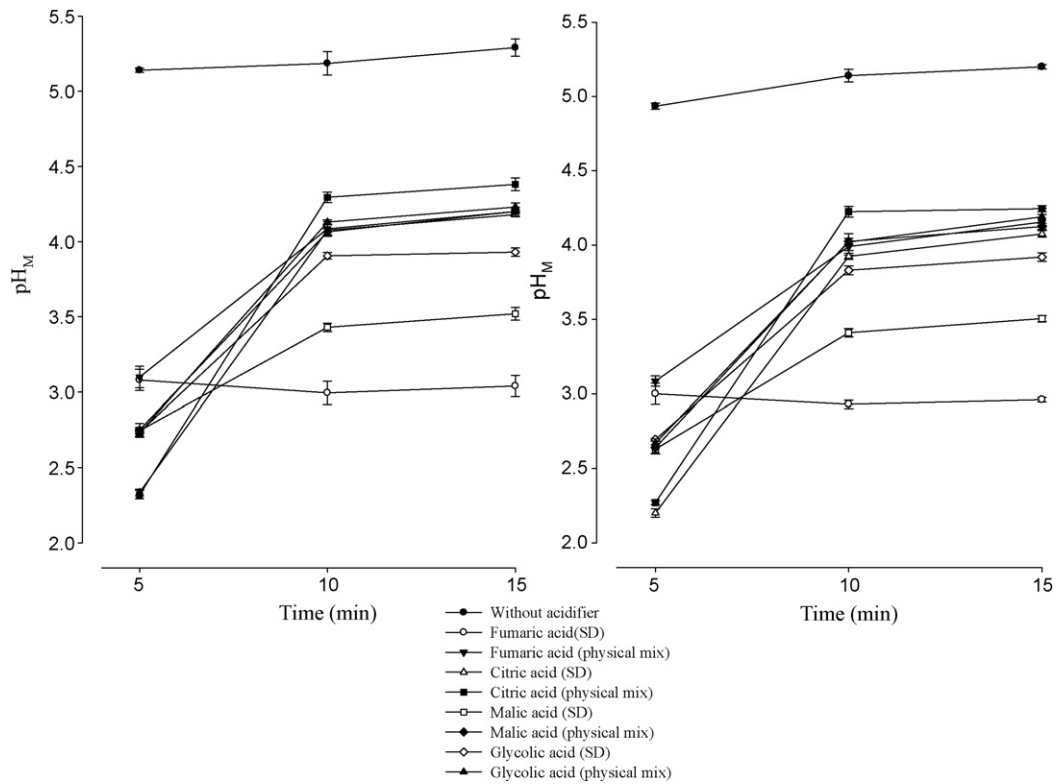 5.5
5.0
4.5
4.0
3.5
3.0
2.5
2.0
pH_M
5
10
15
Time (min)
5.5
5.0
4.5
4.0
3.5
3.0
2.5
2.0
pH_M
5
10
15
Time (min)
Without acidifier
Fumaric acid(SD)
Fumaric acid (physical mix)
Citric acid (SD)
Citric acid (physical mix)
Malic acid (SD)
Malic acid (physical mix)
Glycolic acid (SD)
Glycolic acid (physical mix)